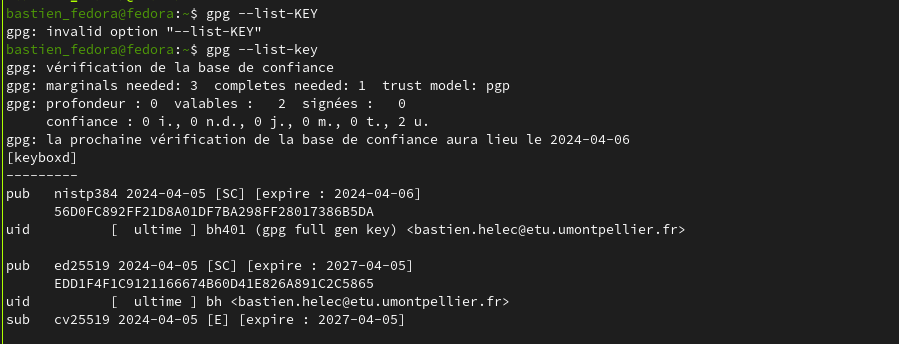 bastien_fedora@fedora:~$ gpg --list-KEY
gpg: invalid option "--list-KEY"
bastien_fedora@fedora:~$ gpg --list-key
gpg: vérification de la base de confiance
gpg: marginals needed: 3  completes needed: 1  trust model: pgp
gpg: profondeur : 0  valables :   2  signées :   0
     confiance : 0 i., 0 n.d., 0 j., 0 m., 0 t., 2 u.
gpg: la prochaine vérification de la base de confiance aura lieu le 2024-04-06
[keyboxd]
---------
pub   nistp384 2024-04-05 [SC] [expire : 2024-04-06]
      56D0FC892FF21D8A01DF7BA298FF28017386B5DA
uid          [  ultime ] bh401 (gpg full gen key) <bastien.helec@etu.umontpellier.fr>
pub   ed25519 2024-04-05 [SC] [expire : 2027-04-05]
      EDD1F4F1C9121166674B60D41E826A891C2C5865
uid          [  ultime ] bh <bastien.helec@etu.umontpellier.fr>
sub   cv25519 2024-04-05 [E] [expire : 2027-04-05]